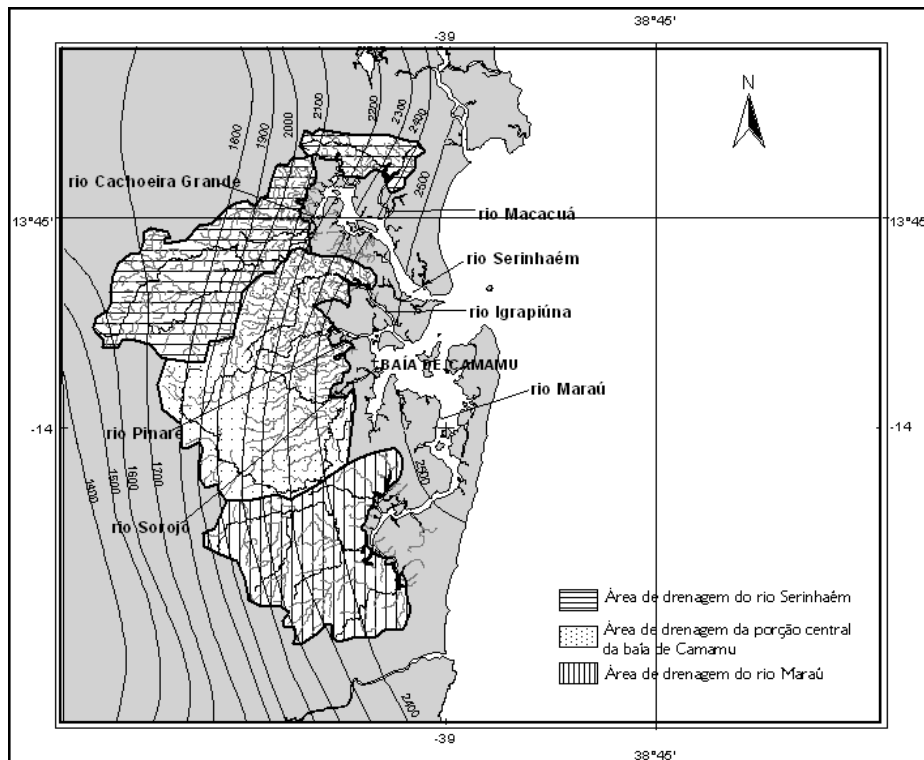 38°45'
-39
N
1800
1900
2000
2100
2200
2300
2400
2500
rio Cachoeira Grande
13°45'
rio Macacuá
13°45'
rio Serinhaém
rio Igrapiúna
BAÍA DE CAMAMU
rio Maraú
-14
rio Pinaré
-14
1400
1500
1600
1700
2500
rio Sorojó
Área de drenagem do rio Serinhaém
Área de drenagem da porção central
da baía de Camamu
Área de drenagem do rio Maraú
2400
-39
38°45'